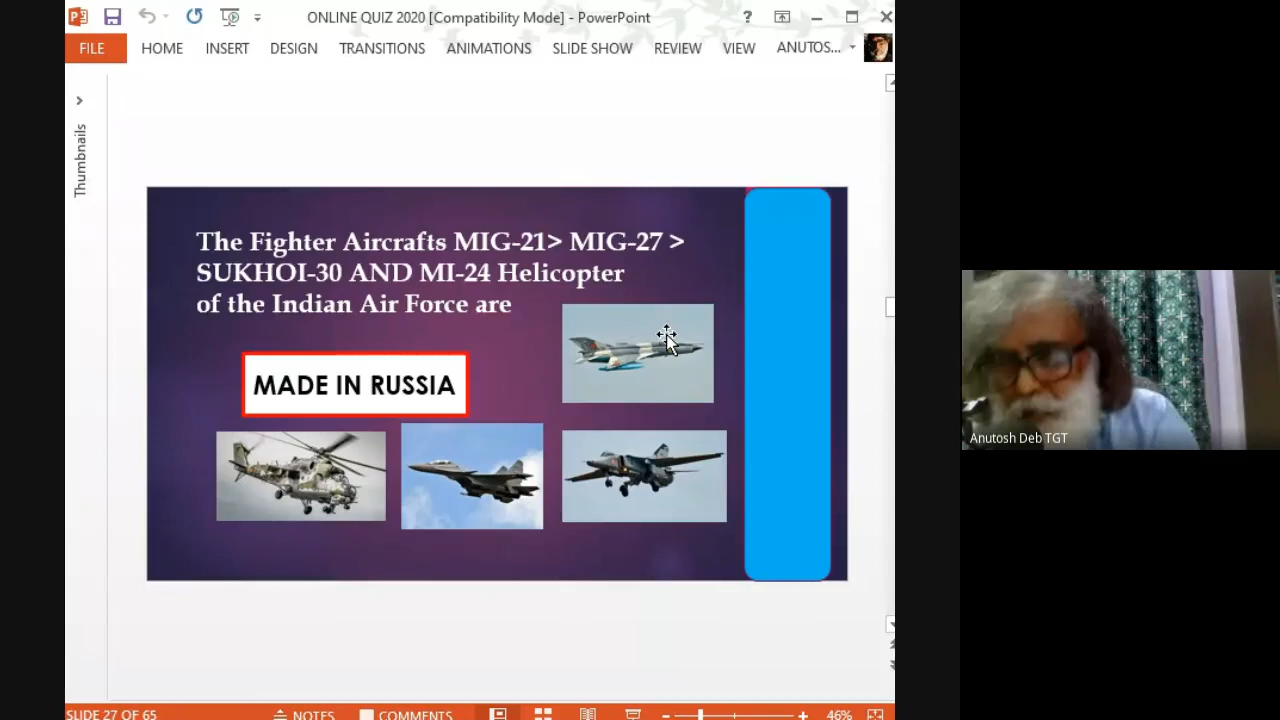 ONLINE QUIZ 2020 [Compatibility Mode] - PowerPoint
?
FILE HOME INSERT DESIGN TRANSITIONS ANIMATIONS SLIDE SHOW REVIEW VIEW ANUTOS...
Thumbnails
The Fighter Aircrafts MIG-21> MIG-27 >
SUKHOI-30 AND MI-24 Helicopter
of the Indian Air Force are
MADE IN RUSSIA
Anutosh Deb TGT
SLIDE 27 OF 65 NOTES COMMENTS 46%